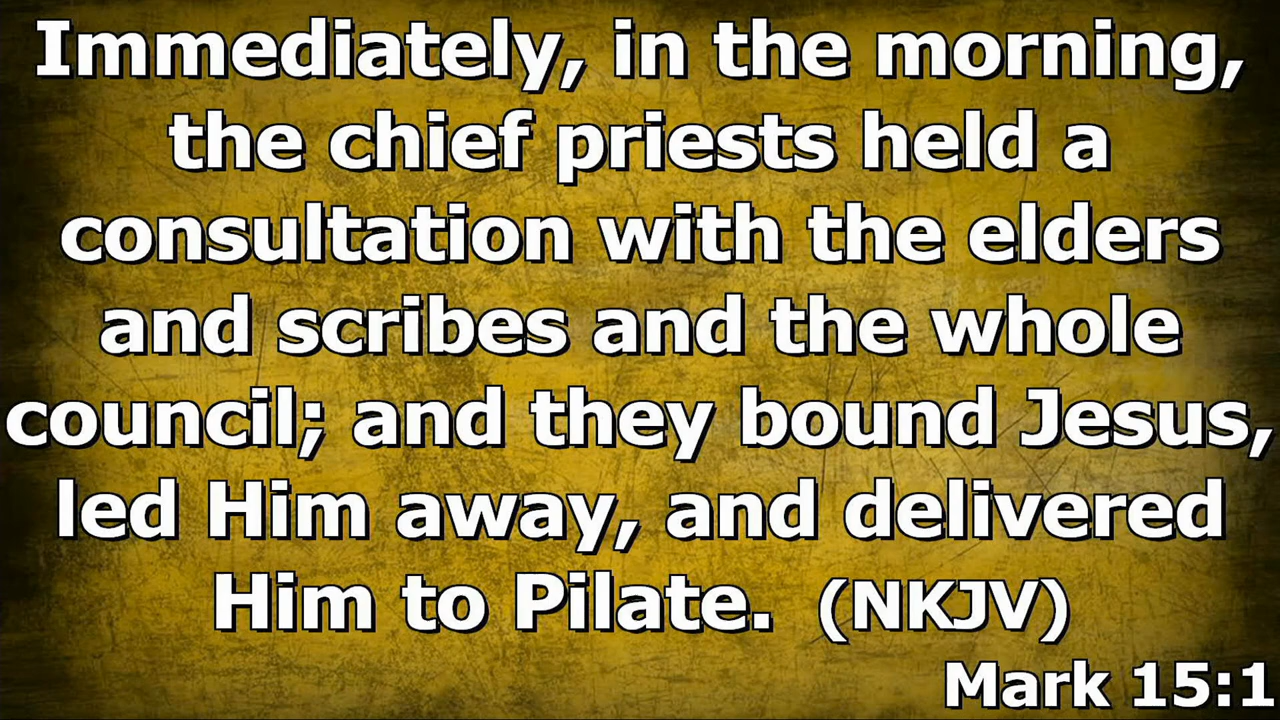 Immediately, in the morning,
the chief priests held a
consultation with the elders
and scribes and the whole
council; and they bound Jesus,
led Him away, and delivered
Him to Pilate. (NKJV)
Mark 15:1